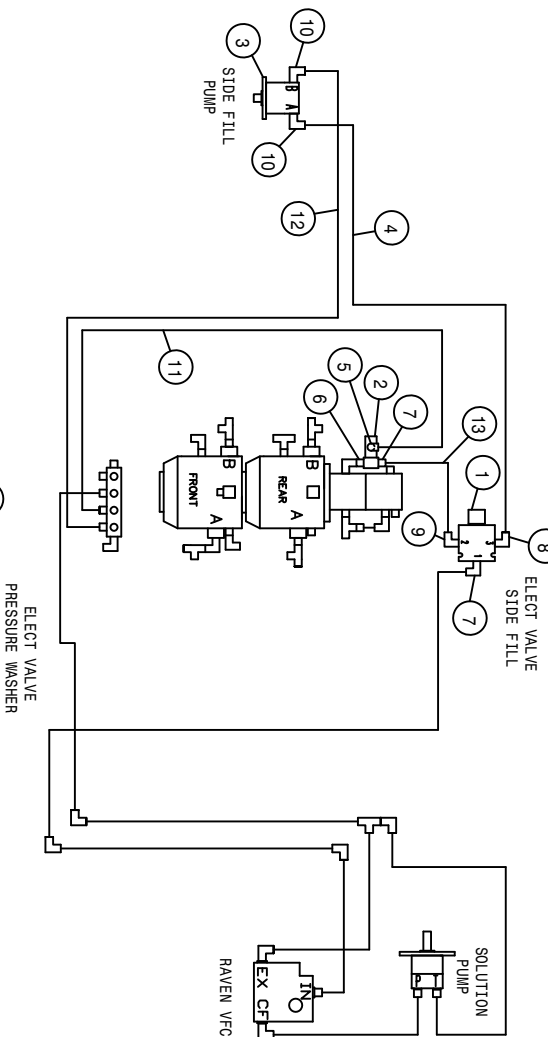 10
3
SIDE FILL
PUMP
B A
10
12
4
11
5
2
6
7
13
1
8
9
2
3
1
7
ELECT VALVE
SIDE FILL
B
FRONT
A
B
REAR
A
ELECT VALVE
PRESSURE WASHER
SOLUTION
PUMP
IN
EX CF
RAVEN VFC